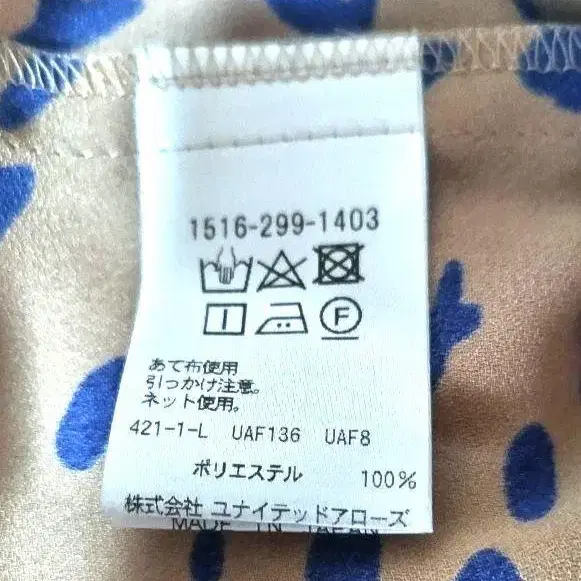 1516-299-1403
F
あて布使用
引っかけ注意。
ネット使用。
421-1-L UAF136 UAF8
ポリエステル 100%
株式会社 ユナイテッドアローズ
MADE IN JAPAN